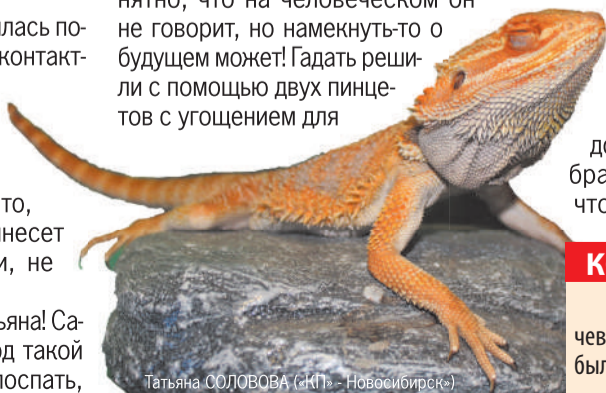 нятно, что на человеческом он
не говорит, но намекнуть-то о
будущем может! Гадать реши-
ли с помощью двух пинце-
тов с угощением для
лась по-
контакт-
то,
несет
и, не
ьяна! Са-
од такой
поспать,
до
бра
что
К
чев
был
Татьяна СОЛОВОВА («КП» - Новосибирск»)